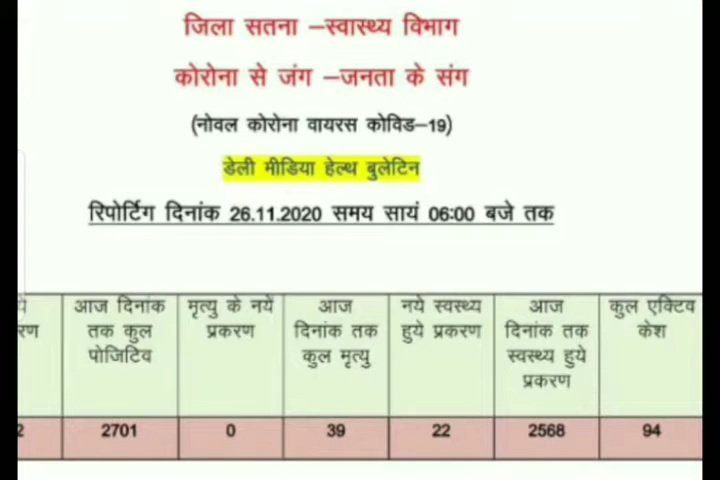 जिला सतना –स्वास्थ्य विभाग
कोरोना से जंग –जनता के संग
(नोवल कोरोना वायरस कोविड–19)
डेली मीडिया हेल्थ बुलेटिन
रिपोर्टिग दिनांक 26.11.2020 समय सायं 06:00 बजे तक
आज दिनांक तक कुल पोजिटिव
मृत्यु के नयें प्रकरण
आज दिनांक तक कुल मृत्यु
नये स्वस्थ्य हुये प्रकरण
आज दिनांक तक स्वस्थ्य हुये प्रकरण
कुल एक्टिव केश
2701 0 39 22 2568 94